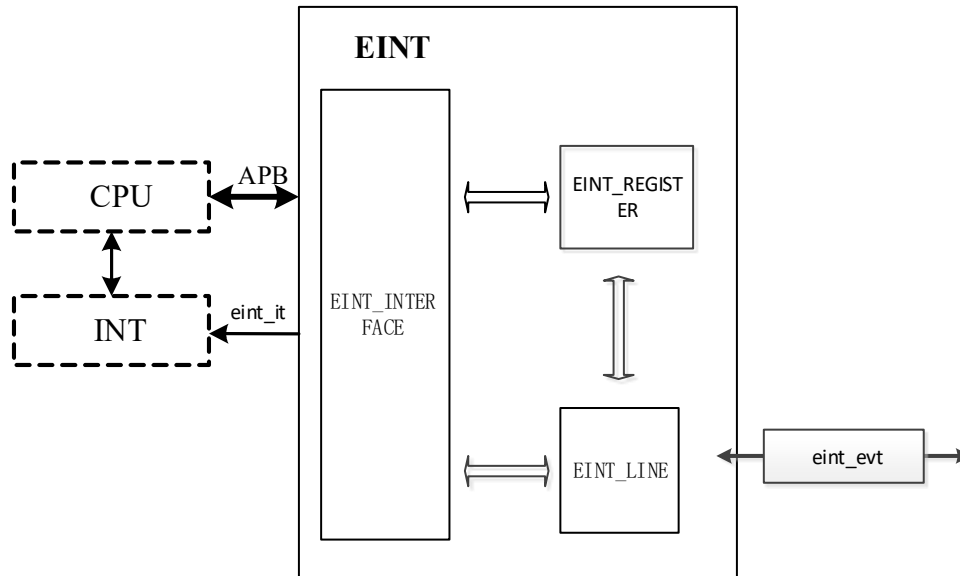 EINT
CPU
APB
EINT_REGIST
ER
INT
eint_it
EINT_INTER
FACE
EINT_LINE
eint_evt